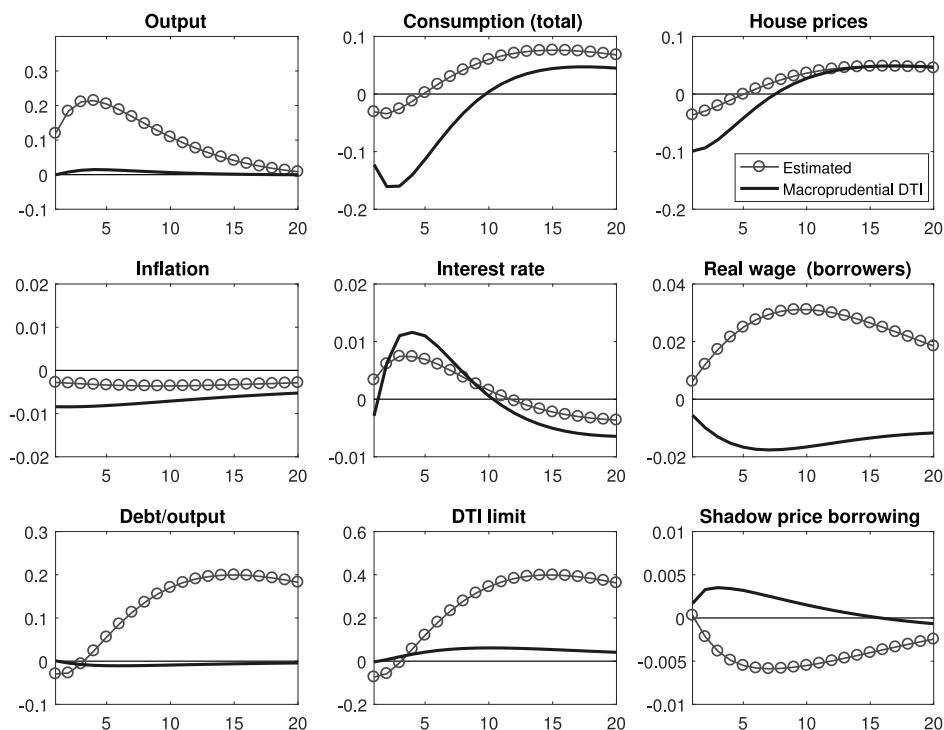 Output
Consumption (total)
House prices
0.3
0.2
0.1
0
-0.1
5 10 15 20
0.1
0
-0.1
-0.2
5 10 15 20
0.1
0
-0.1
-0.2
5 10 15 20
Estimated
Macroprudential DTI
Inflation
Interest rate
Real wage (borrowers)
0.02
0.01
0
-0.01
-0.02
5 10 15 20
0.02
0.01
0
-0.01
5 10 15 20
0.04
0.02
0
-0.02
5 10 15 20
Debt/output
DTI limit
Shadow price borrowing
0.3
0.2
0.1
0
-0.1
5 10 15 20
0.6
0.4
0.2
0
-0.2
5 10 15 20
0.01
0.005
0
-0.005
-0.01
5 10 15 20